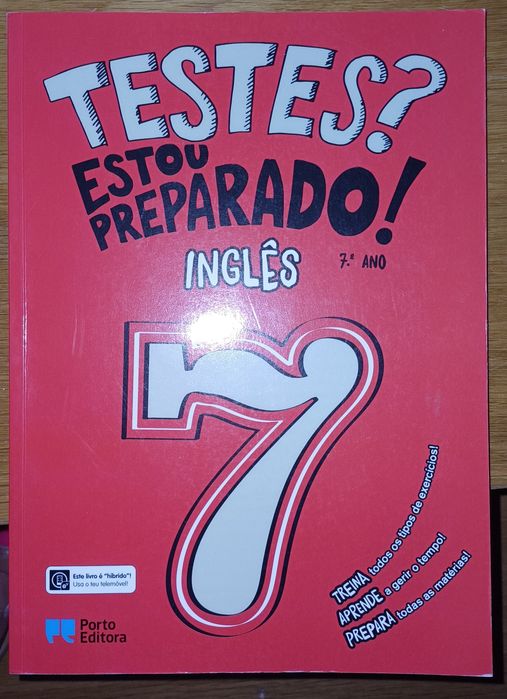 TESTES?
ESTOU
PREPARADO!
INGLÊS
7.º ANO
7
TREINA todos os tipos de exercícios!
APRENDE a gerir o tempo!
PREPARA todas as matérias!
Este livro é "híbrido"!
Usa o teu telemóvel!
Porto
Editora